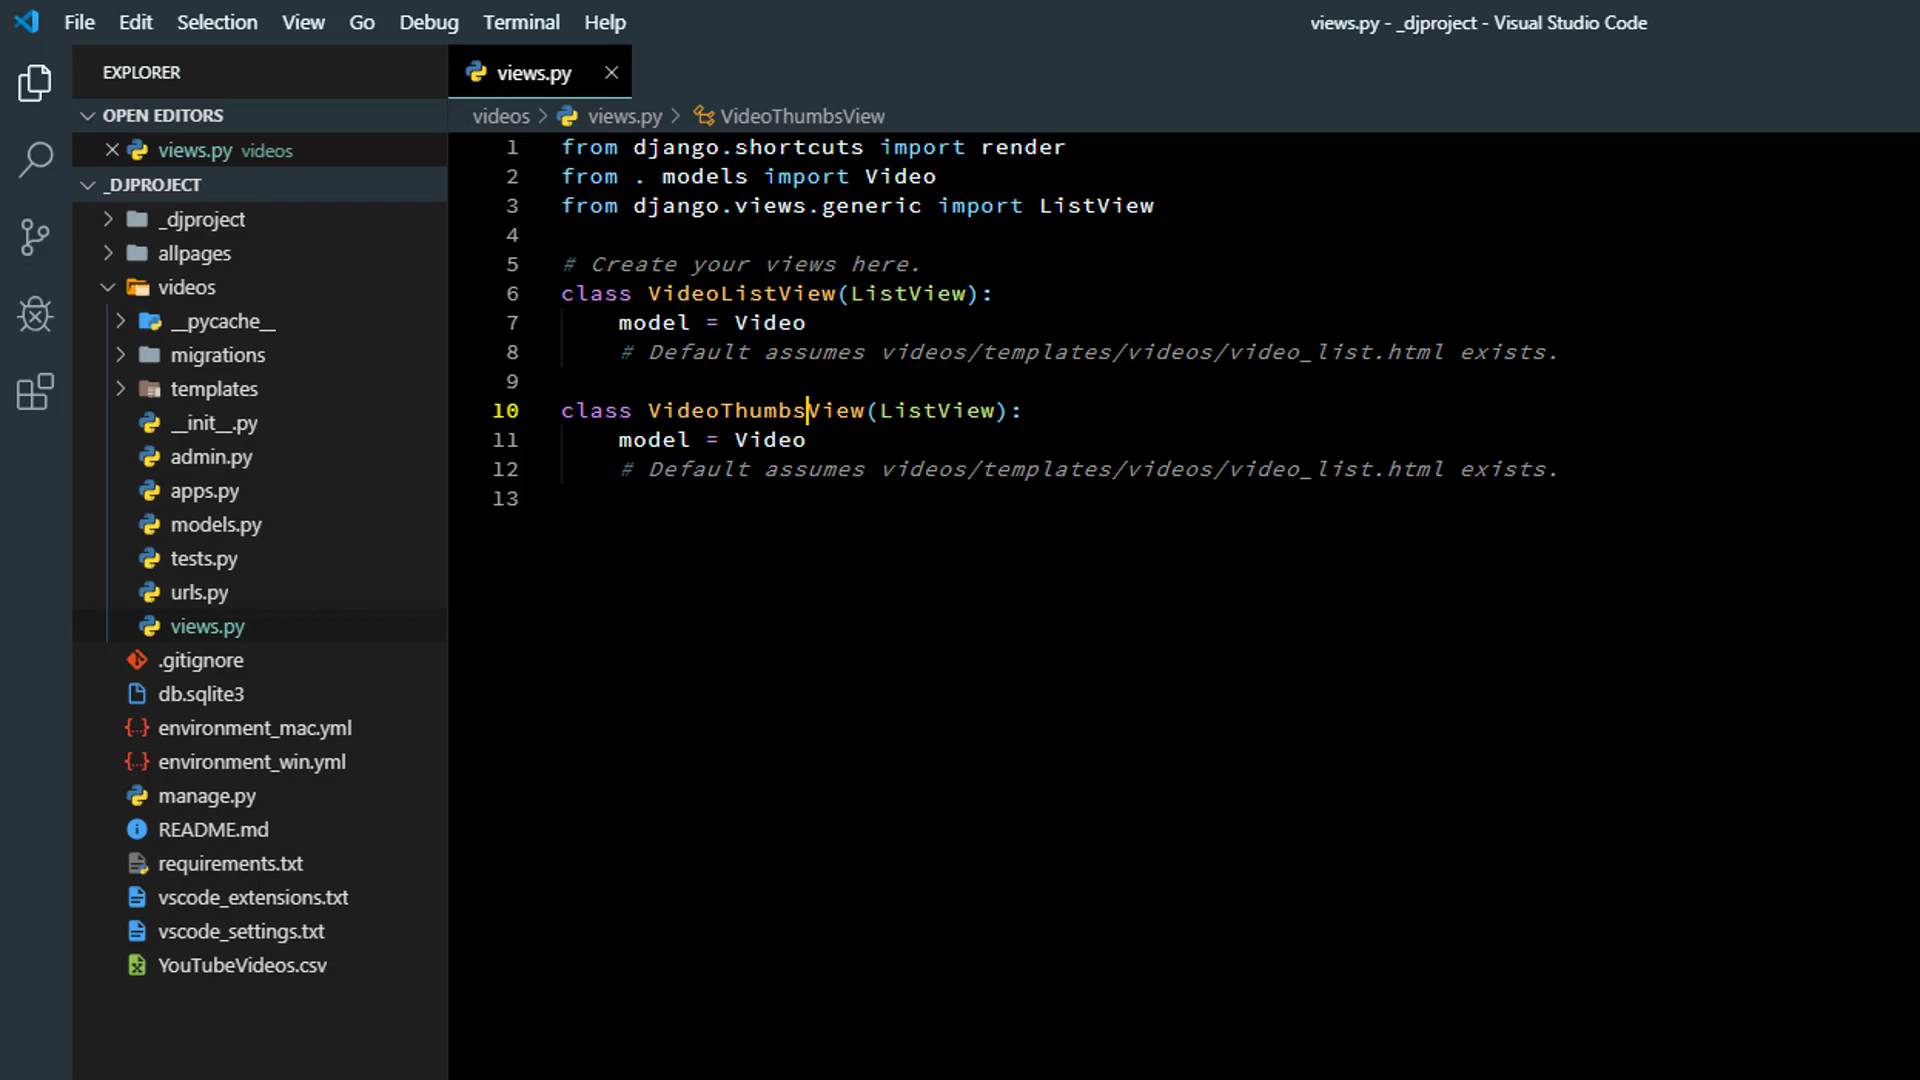 File Edit Selection View Go Debug Terminal Help
views.py - _djproject - Visual Studio Code
EXPLORER
OPEN EDITORS
views.py videos
_DJPROJECT
_djproject
allpages
videos
__pycache__
migrations
templates
__init__.py
admin.py
apps.py
models.py
tests.py
urls.py
views.py
.gitignore
db.sqlite3
environment_mac.yml
environment_win.yml
manage.py
README.md
requirements.txt
vscode_extensions.txt
vscode_settings.txt
YouTubeVideos.csv
views.py
videos > views.py > VideoThumbsView
1 from django.shortcuts import render
2 from . models import Video
3 from django.views.generic import ListView
4
5 # Create your views here.
6 class VideoListView(ListView):
7 model = Video
8 # Default assumes videos/templates/videos/video_list.html exists.
9
10 class VideoThumbsView(ListView):
11 model = Video
12 # Default assumes videos/templates/videos/video_list.html exists.
13